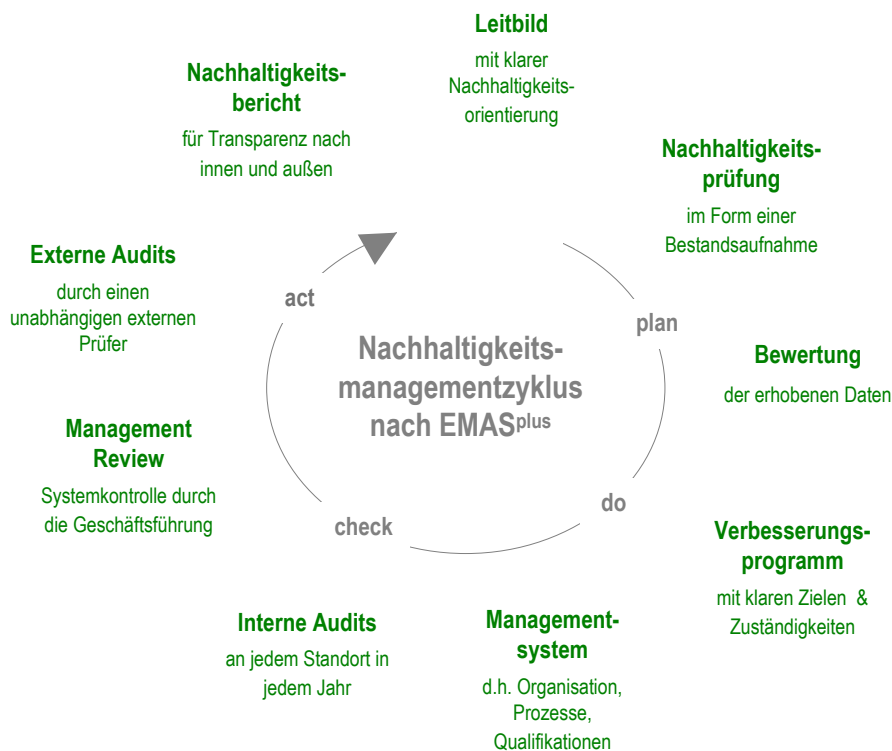 Leitbild
mit klarer
Nachhaltigkeits-
orientierung
Nachhaltigkeits-
prüfung
im Form einer
Bestandsaufnahme
Bewertung
der erhobenen Daten
Verbesserungs-
programm
mit klaren Zielen &
Zuständigkeiten
Management-
system
d.h. Organisation,
Prozesse,
Qualifikationen
Interne Audits
an jedem Standort in
jedem Jahr
Management
Review
Systemkontrolle durch
die Geschäftsführung
Externe Audits
durch einen
unabhängigen externen
Prüfer
Nachhaltigkeits-
bericht
für Transparenz nach
innen und außen
plan
do
check
act
Nachhaltigkeits-
managementzyklus
nach EMASplus